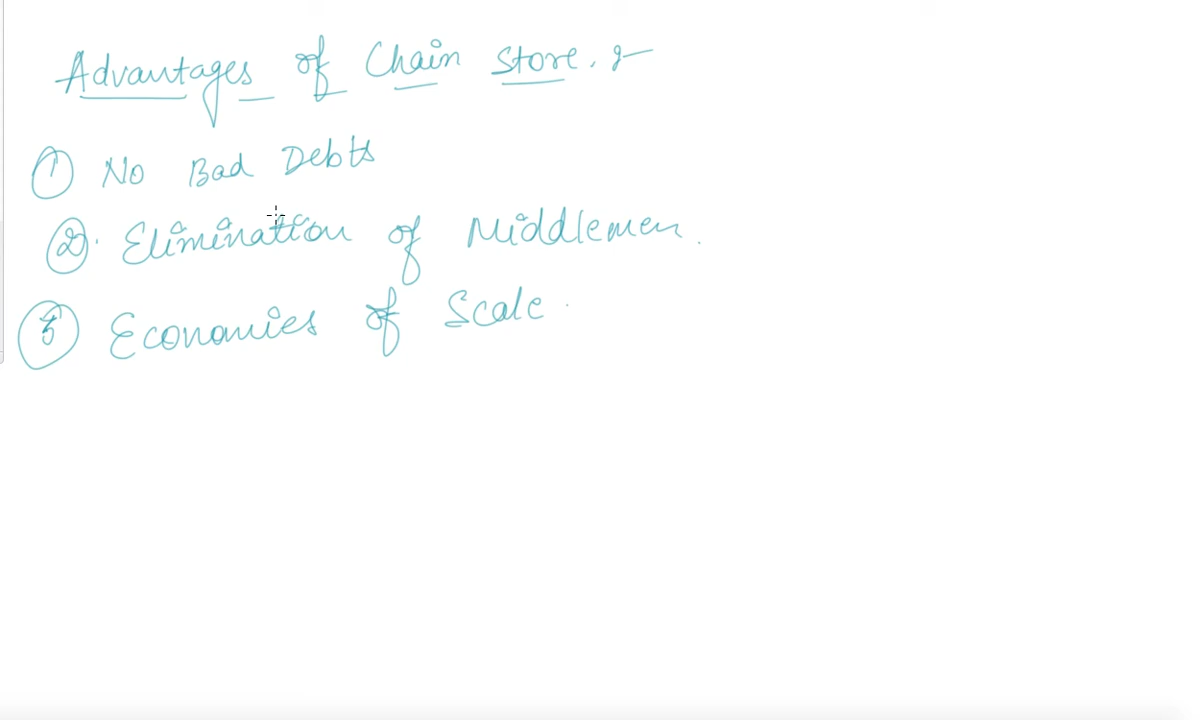 Advantages of Chain Store :-
① No Bad Debts
②. Elimination of Middlemen.
③ Economies of Scale.